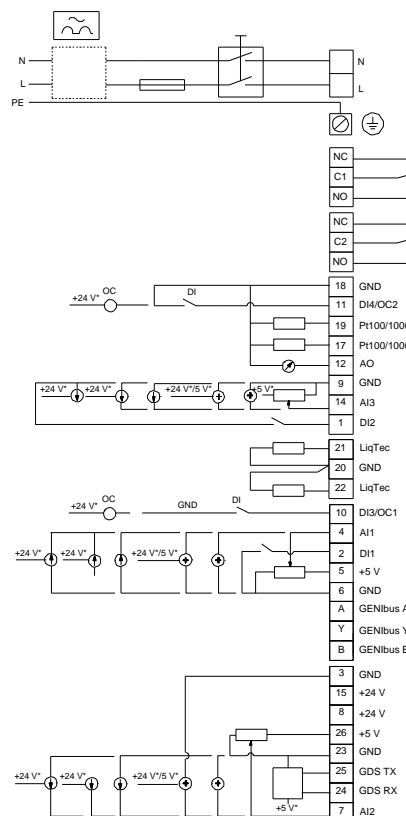 N
N
L
L
PE
NC
C1
NO
NC
C2
NO
18 GND
OC
DI
+24 V*
11 DI4/OC2
19 Pt100/1000
17 Pt100/1000
12 AO
9 GND
+24 V* +24 V* +24 V*/5 V* +5 V*
14 AI3
1 DI2
21 LiqTec
20 GND
22 LiqTec
OC
GND
DI
+24 V*
10 DI3/OC1
4 AI1
+24 V* +24 V* +24 V*/5 V*
2 DI1
5 +5 V
6 GND
A GENIbus A
Y GENIbus Y
B GENIbus B
3 GND
15 +24 V
8 +24 V
26 +5 V
23 GND
25 GDS TX
+24 V* +24 V* +24 V*/5 V*
24 GDS RX
+5 V*
7 AI2